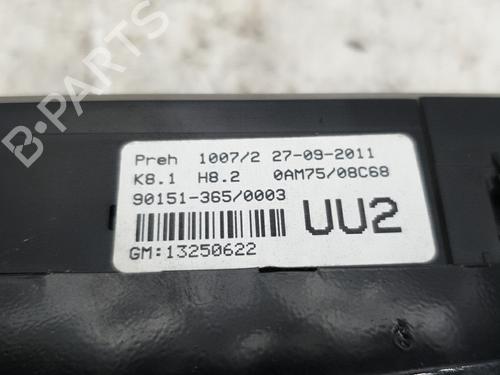 Preh 1007/2 27-09-2011
K8.1 H8.2 0AM75/08C68
90151-365/0003
UU2
GM:13250622
B-PARTS